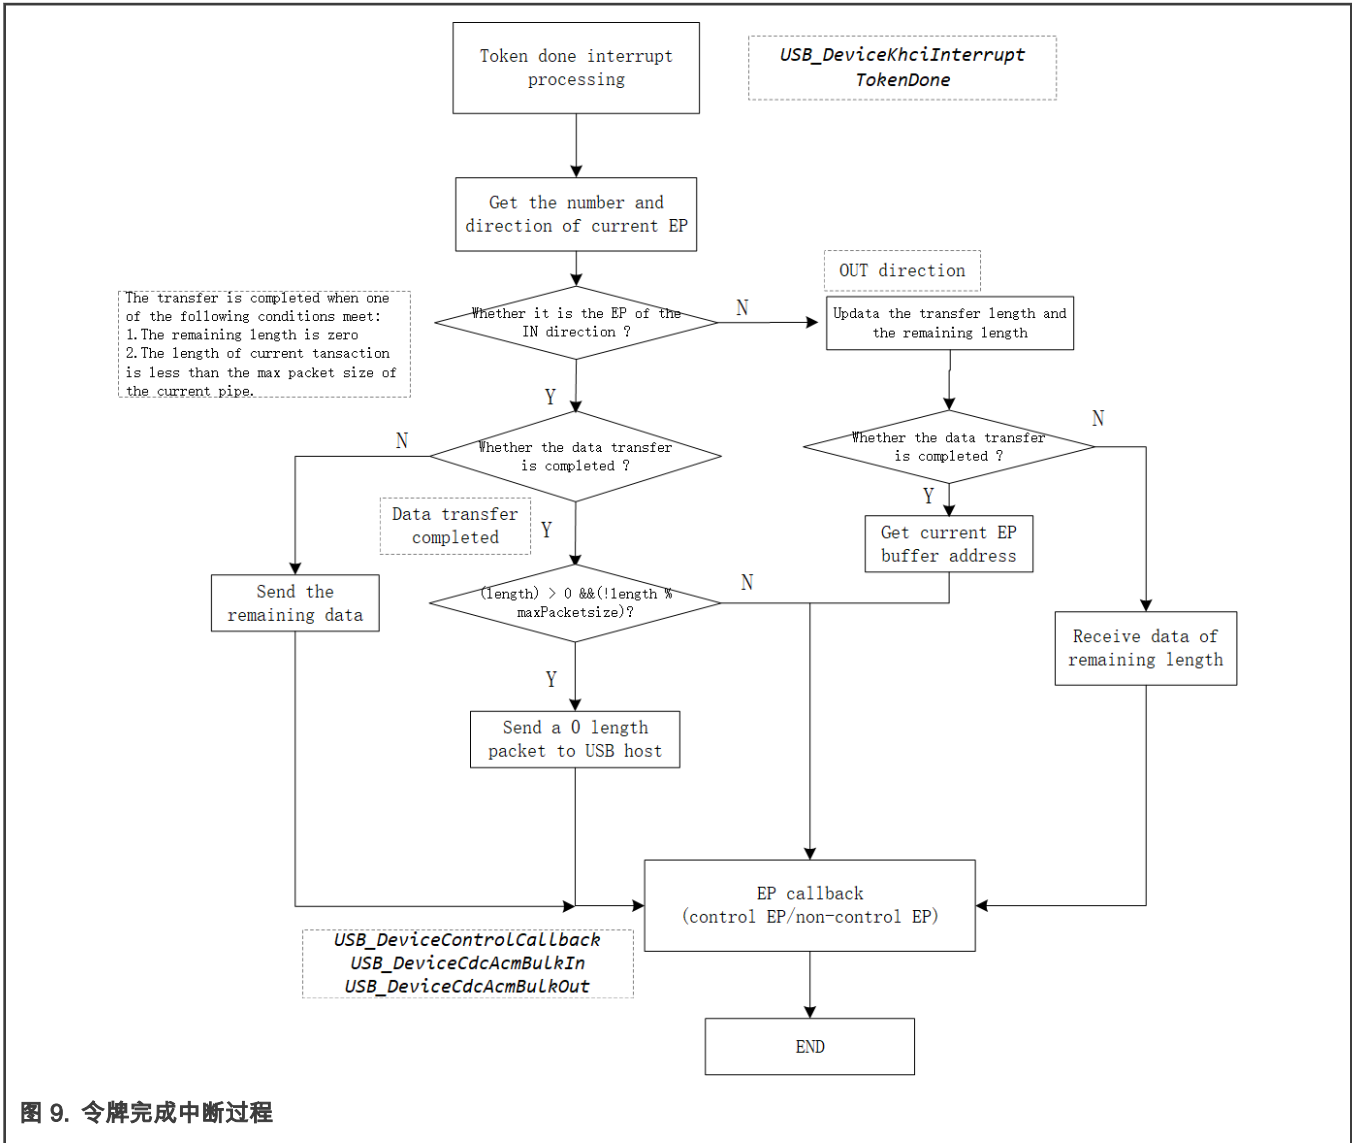 Token done interrupt
processing
USB_DeviceKhciInterrupt
TokenDone
Get the number and
direction of current EP
OUT direction
The transfer is completed when one
of the following conditions meet:
1.The remaining length is zero
2.The length of current tansaction
is less than the max packet size of
the current pipe.
Whether it is the EP of the
IN direction ?
N
Updata the transfer length and
the remaining length
Y
N
Whether the data transfer
is completed ?
Whether the data transfer
is completed ?
N
Y
Data transfer
completed
Y
Get current EP
buffer address
Send the
remaining data
(length) > 0 &&(!length %
maxPacketsize)?
N
Receive data of
remaining length
Y
Send a 0 length
packet to USB host
EP callback
(control EP/non-control EP)
USB_DeviceControlCallback
USB_DeviceCdcAcmBulkIn
USB_DeviceCdcAcmBulkOut
END
图 9. 令牌完成中断过程